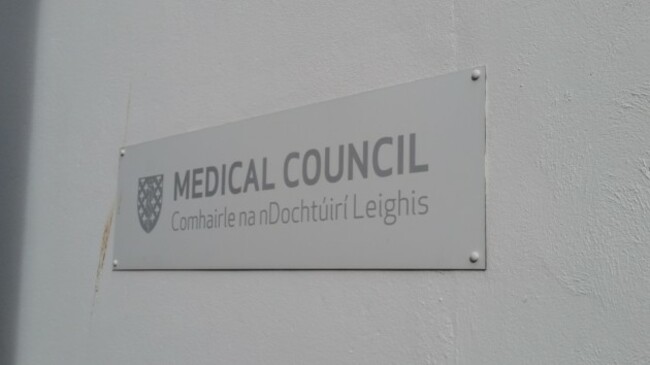 MEDICAL COUNCIL
Comhairle na nDochtúirí Leighis